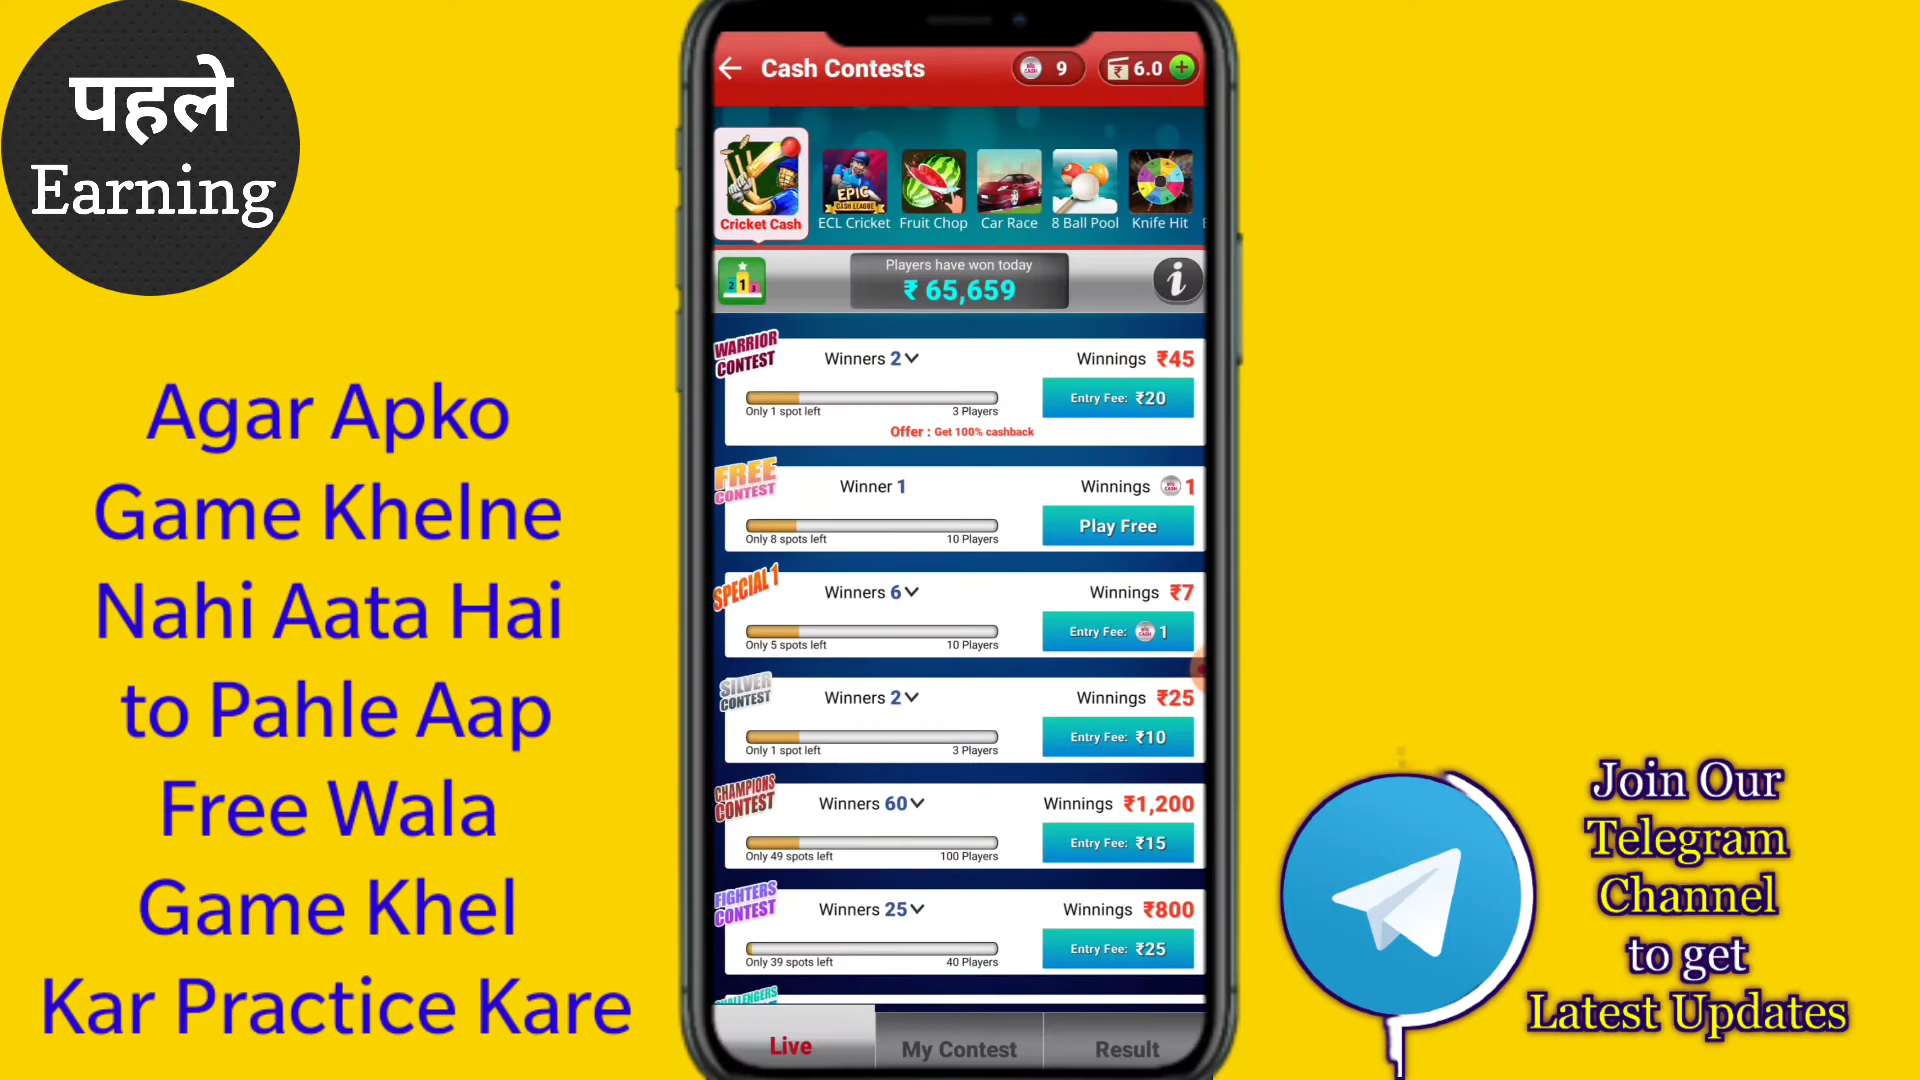 पहले
Earning
Agar Apko
Game Khelne
Nahi Aata Hai
to Pahle Aap
Free Wala
Game Khel
Kar Practice Kare
Cash Contests
9
6.0
Cricket Cash
ECL Cricket
Fruit Chop
Car Race
8 Ball Pool
Knife Hit
EPIC
CASH LEAGUE
2 1 3
Players have won today
₹ 65,659
WARRIOR
CONTEST
Winners 2
Winnings ₹45
Only 1 spot left
3 Players
Entry Fee: ₹20
Offer : Get 100% cashback
FREE
CONTEST
Winner 1
Winnings BIG CASH 1
Only 8 spots left
10 Players
Play Free
SPECIAL 1
Winners 6
Winnings ₹7
Only 5 spots left
10 Players
Entry Fee: BIG CASH 1
SILVER
CONTEST
Winners 2
Winnings ₹25
Only 1 spot left
3 Players
Entry Fee: ₹10
CHAMPIONS
CONTEST
Winners 60
Winnings ₹1,200
Only 49 spots left
100 Players
Entry Fee: ₹15
FIGHTERS
CONTEST
Winners 25
Winnings ₹800
Only 39 spots left
40 Players
Entry Fee: ₹25
Live
My Contest
Result
Join Our
Telegram
Channel
to get
Latest Updates